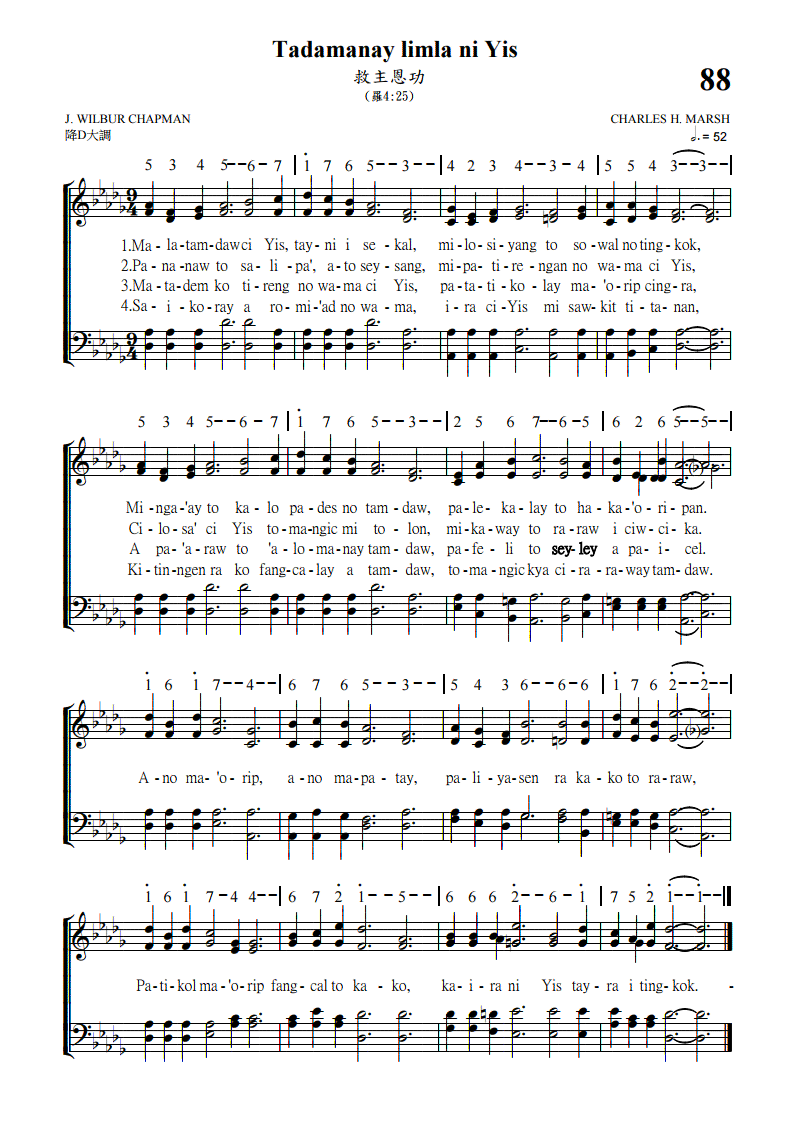 Tadamanay limla ni Yis
救主恩功
88
(羅4:25)
J. WILBUR CHAPMAN
CHARLES H. MARSH
降D大調
𝅗𝅥. = 52
5 3 4 5--6-7 | 1̇ 7 6 5--3-- | 4 2 3 4-3-4 | 5 5 4 3--3-- |
1.Ma-la-tam-daw ci Yis, tay-ni i se-kal, mi-lo-si-yang to so-wal no ting-kok,
2.Pa-na-naw to sa-li-pa', a-to sey-sang, mi-pa-ti-re-ngan no wa-ma ci Yis,
3.Ma-ta-dem ko ti-reng no wa-ma ci Yis, pa-ta-ti-ko-lay ma-'o-rip cing-ra,
4.Sa-i-ko-ray a ro-mi-'ad no wa-ma, i-ra ci-Yis mi saw-kit ti-ta-nan,
5 3 4 5--6-7 | 1̇ 7 6 5--3-- | 2 5 6 7--6-5 | 6 2 6 5--5-- |
Mi-nga-'ay to ka-lo pa-des no tam-daw, pa-le-ka-lay to ha-ka-'o-ri-pan.
Ci-lo-sa' ci Yis to-ma-ngic mi to-lon, mi-ka-way to ra-raw i ciw-ci-ka.
A pa-'a-raw to 'a-lo-ma-nay tam-daw, pa-fe-li to sey-ley a pa-i-cel.
Ki-tin-ngen ra ko fang-ca-lay a tam-daw, to-ma-ngic kya ci-ra-ra-way tam-daw.
1̇ 6 1̇ 7--4-- | 6 7 6 5--3-- | 5 4 3 6--6-6 | 1̇ 7 6 2̇--2̇-- |
A-no ma-'o-rip, a-no ma-pa-tay, pa-li-ya-sen ra ka-ko to ra-raw,
1̇ 6 1̇ 7-4-4 | 6 7 2̇ 1̇--5-- | 6 6 6 2̇--6-1̇ | 7 5 2̇ 1̇--1̇-- |
Pa-ti-kol ma-'o-rip fang-cal to ka-ko, ka-i-ra ni Yis tay-ra i ting-kok. -